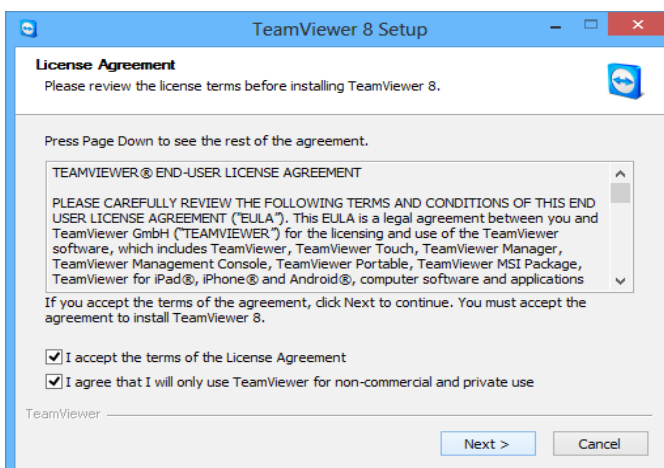 TeamViewer 8 Setup
License Agreement
Please review the license terms before installing TeamViewer 8.
Press Page Down to see the rest of the agreement.
TEAMVIEWER® END-USER LICENSE AGREEMENT
PLEASE CAREFULLY REVIEW THE FOLLOWING TERMS AND CONDITIONS OF THIS END
USER LICENSE AGREEMENT ("EULA"). This EULA is a legal agreement between you and
TeamViewer GmbH ("TEAMVIEWER") for the licensing and use of the TeamViewer
software, which includes TeamViewer, TeamViewer Touch, TeamViewer Manager,
TeamViewer Management Console, TeamViewer Portable, TeamViewer MSI Package,
TeamViewer for iPad®, iPhone® and Android®, computer software and applications
If you accept the terms of the agreement, click Next to continue. You must accept the
agreement to install TeamViewer 8.
I accept the terms of the License Agreement
I agree that I will only use TeamViewer for non-commercial and private use
TeamViewer
Next > Cancel